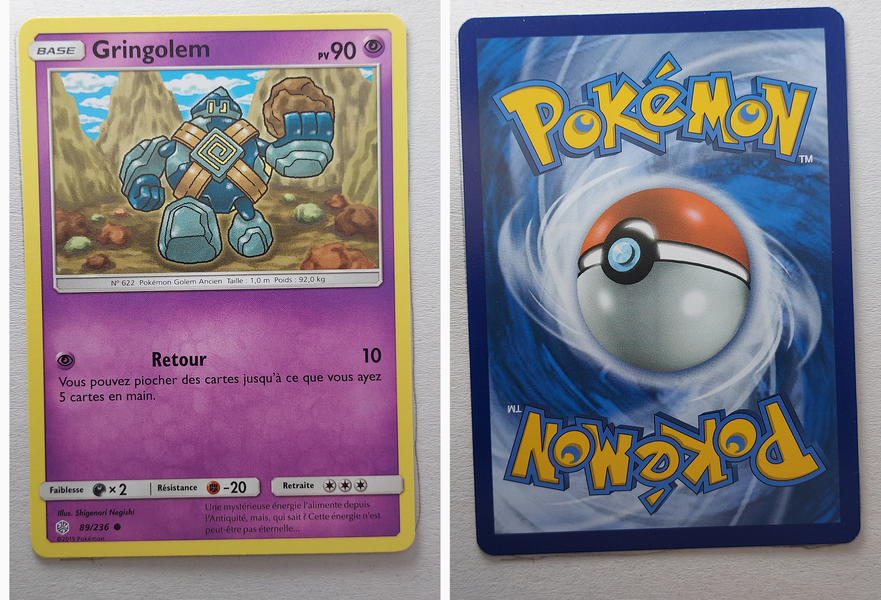 BASE Gringolem PV 90
N° 622 Pokémon Golem Ancien Taille : 1,0 m Poids : 92,0 kg
Retour 10
Vous pouvez piocher des cartes jusqu'à ce que vous ayez
5 cartes en main.
Faiblesse ×2 Résistance -20 Retraite
Illus. Shigenori Negishi
89/236
©2019 Pokémon
Une mystérieuse énergie l'alimente depuis
l'Antiquité, mais, qui sait ? Cette énergie n'est
peut-être pas éternelle...
POKéMON
TM
TM
POKéMON